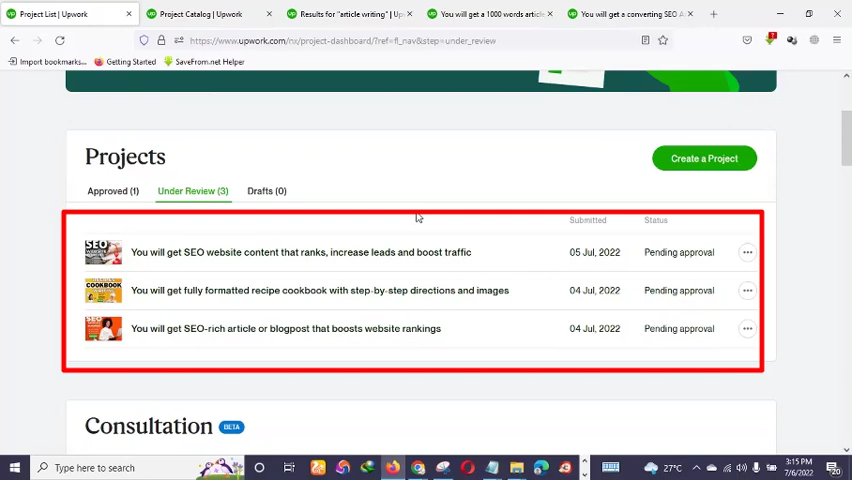 Project List | Upwork
Project Catalog | Upwork
Results for "article writing" | Up
You will get a 1000 words article
You will get a converting SEO A
https://www.upwork.com/nx/project-dashboard/?ref=fl_nav&step=under_review
Import bookmarks...
Getting Started
SaveFrom.net Helper
Projects
Create a Project
Approved (1)
Under Review (3)
Drafts (0)
Submitted
Status
You will get SEO website content that ranks, increase leads and boost traffic
05 Jul, 2022
Pending approval
You will get fully formatted recipe cookbook with step-by-step directions and images
04 Jul, 2022
Pending approval
You will get SEO-rich article or blogpost that boosts website rankings
04 Jul, 2022
Pending approval
Consultation BETA
Type here to search
27°C
3:15 PM
7/6/2022
20